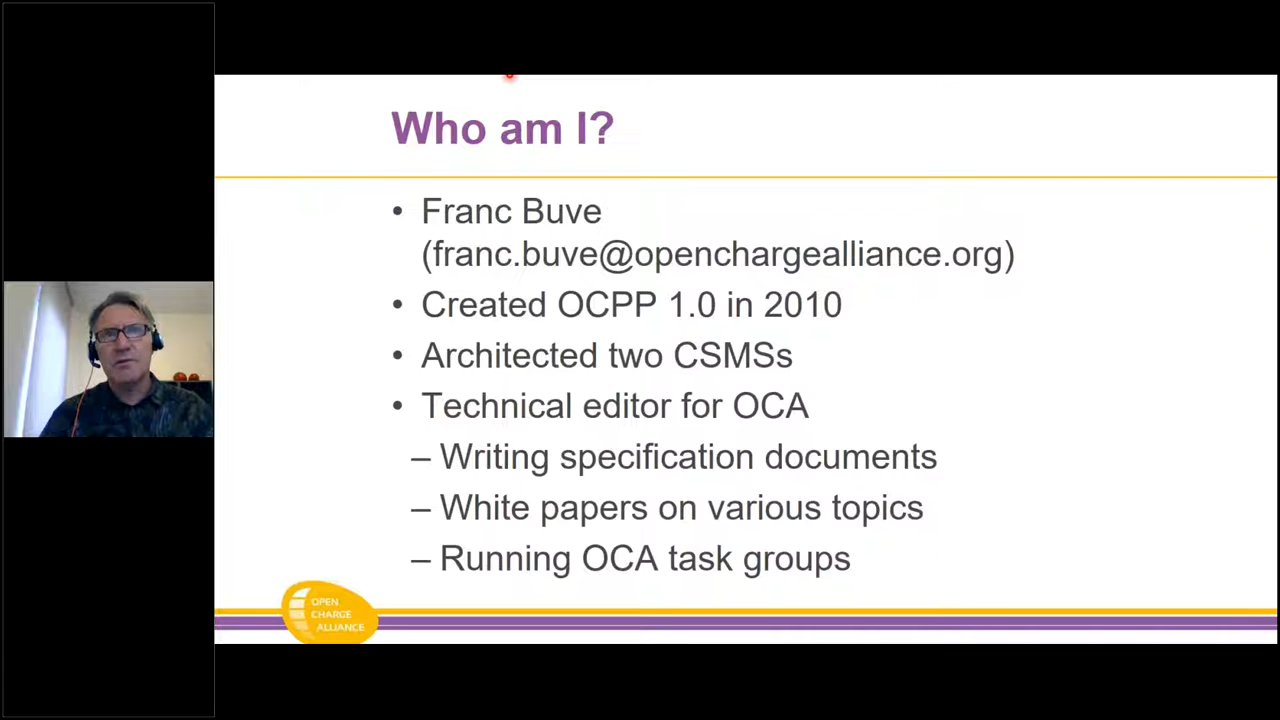 Who am I?
• Franc Buve
(franc.buve@openchargealliance.org)
• Created OCPP 1.0 in 2010
• Architected two CSMSs
• Technical editor for OCA
– Writing specification documents
– White papers on various topics
– Running OCA task groups
OPEN
CHARGE
ALLIANCE